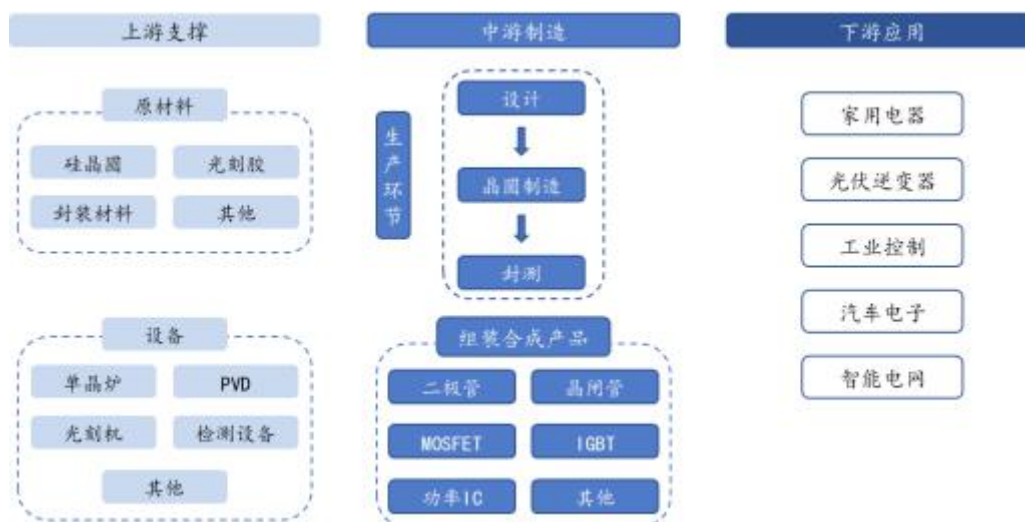 上游支撑
原材料
硅晶圆
光刻胶
封装材料
其他
设备
单晶炉
PVD
光刻机
检测设备
其他
中游制造
生产环节
设计
晶圆制造
封测
组装合成产品
二极管
晶闸管
MOSFET
IGBT
功率IC
其他
下游应用
家用电器
光伏逆变器
工业控制
汽车电子
智能电网